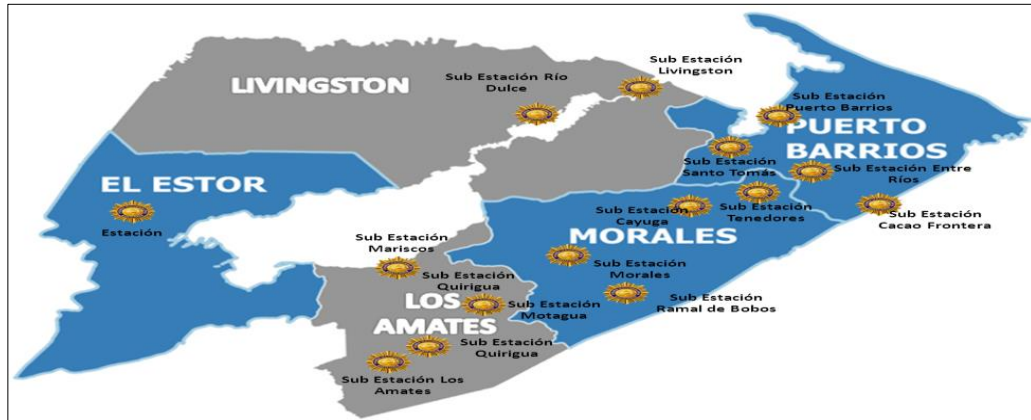 LIVINGSTON
Sub Estación Río
Dulce
Sub Estación
Livingston
Sub Estación
Puerto Barrios
PUERTO
BARRIOS
Sub Estación
Santo Tomás
Sub Estación Entre
Ríos
EL ESTOR
Estación
Sub Estación
Cayuga
Sub Estación
Tenedores
Sub Estación
Cacao Frontera
MORALES
Sub Estación
Mariscos
Sub Estación
Quirigua
Sub Estación
Morales
LOS
AMATES
Sub Estación
Motagua
Sub Estación
Ramal de Bobos
Sub Estación
Quirigua
Sub Estación Los
Amates